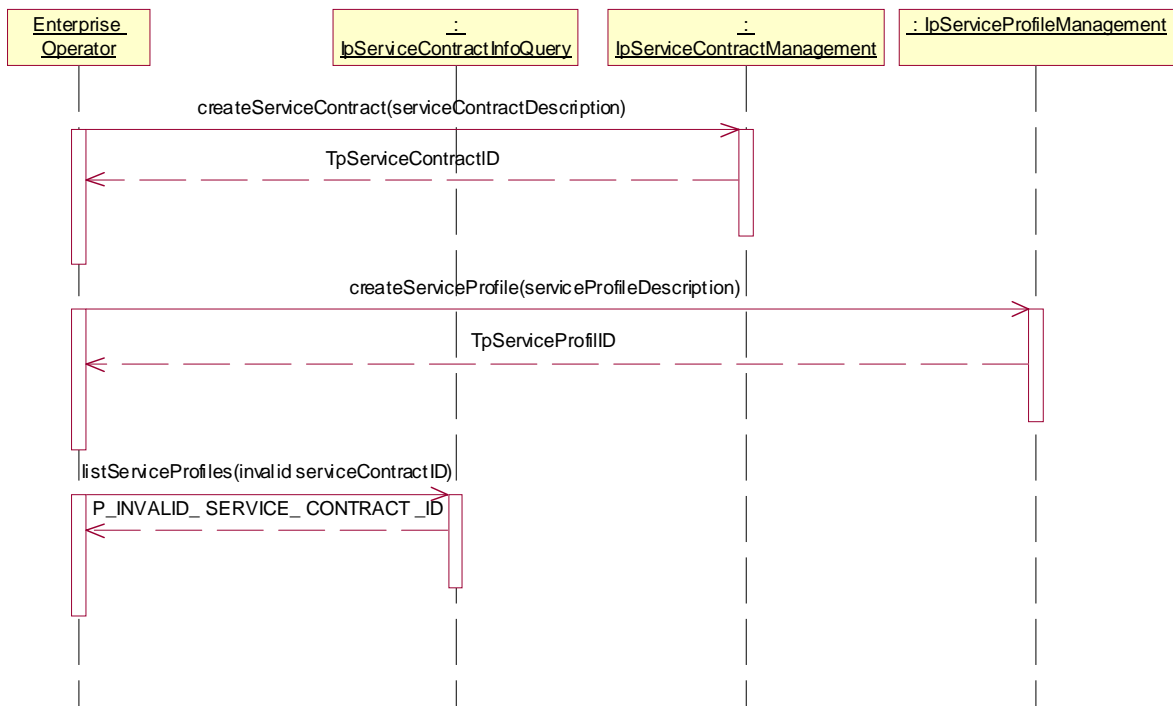 Enterprise
Operator
:
IpServiceContractInfoQuery
:
IpServiceContractManagement
: IpServiceProfileManagement
createServiceContract(serviceContractDescription)
TpServiceContractID
createServiceProfile(serviceProfileDescription)
TpServiceProfilID
listServiceProfiles(invalid serviceContractID)
P_INVALID_ SERVICE_ CONTRACT _ID